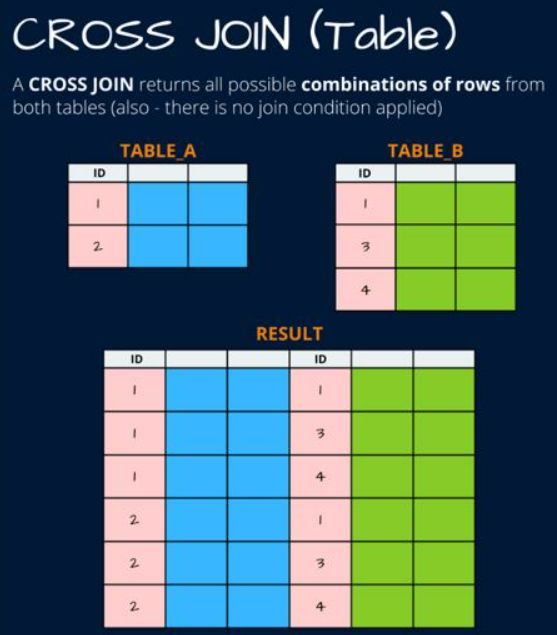 CROSS JOIN (Table)
A CROSS JOIN returns all possible combinations of rows from
both tables (also - there is no join condition applied)
TABLE_A
ID
1
2
TABLE_B
ID
1
3
4
RESULT
ID ID
1 1
1 3
1 4
2 1
2 3
2 4